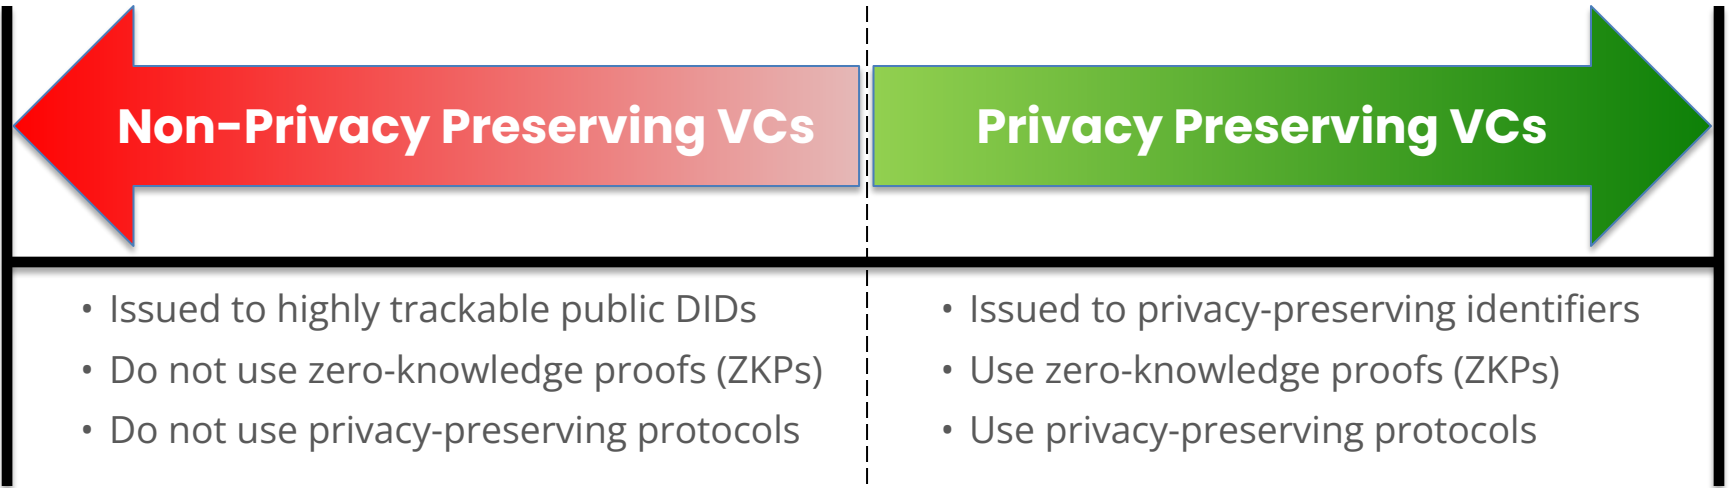 Non-Privacy Preserving VCs
Privacy Preserving VCs
• Issued to highly trackable public DIDs
• Do not use zero-knowledge proofs (ZKPs)
• Do not use privacy-preserving protocols
• Issued to privacy-preserving identifiers
• Use zero-knowledge proofs (ZKPs)
• Use privacy-preserving protocols